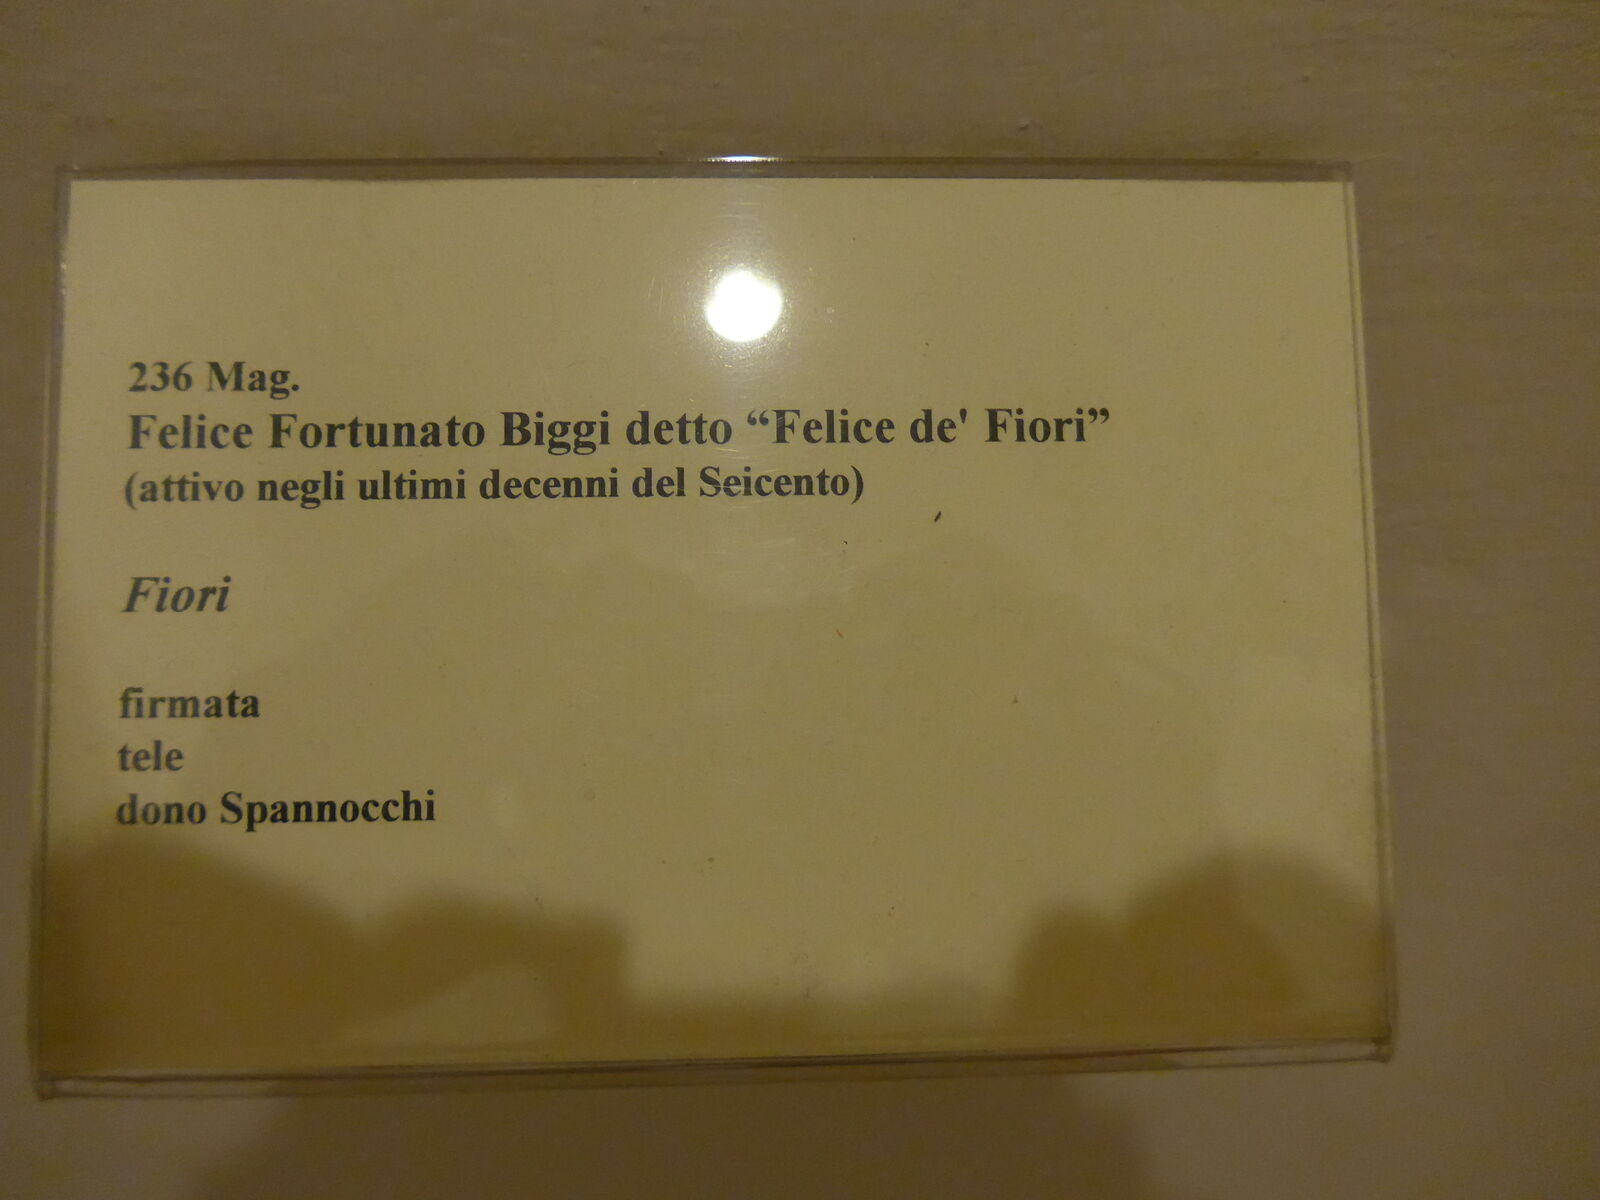 236 Mag.
Felice Fortunato Biggi detto “Felice de' Fiori”
(attivo negli ultimi decenni del Seicento)
Fiori
firmata
tele
dono Spannocchi